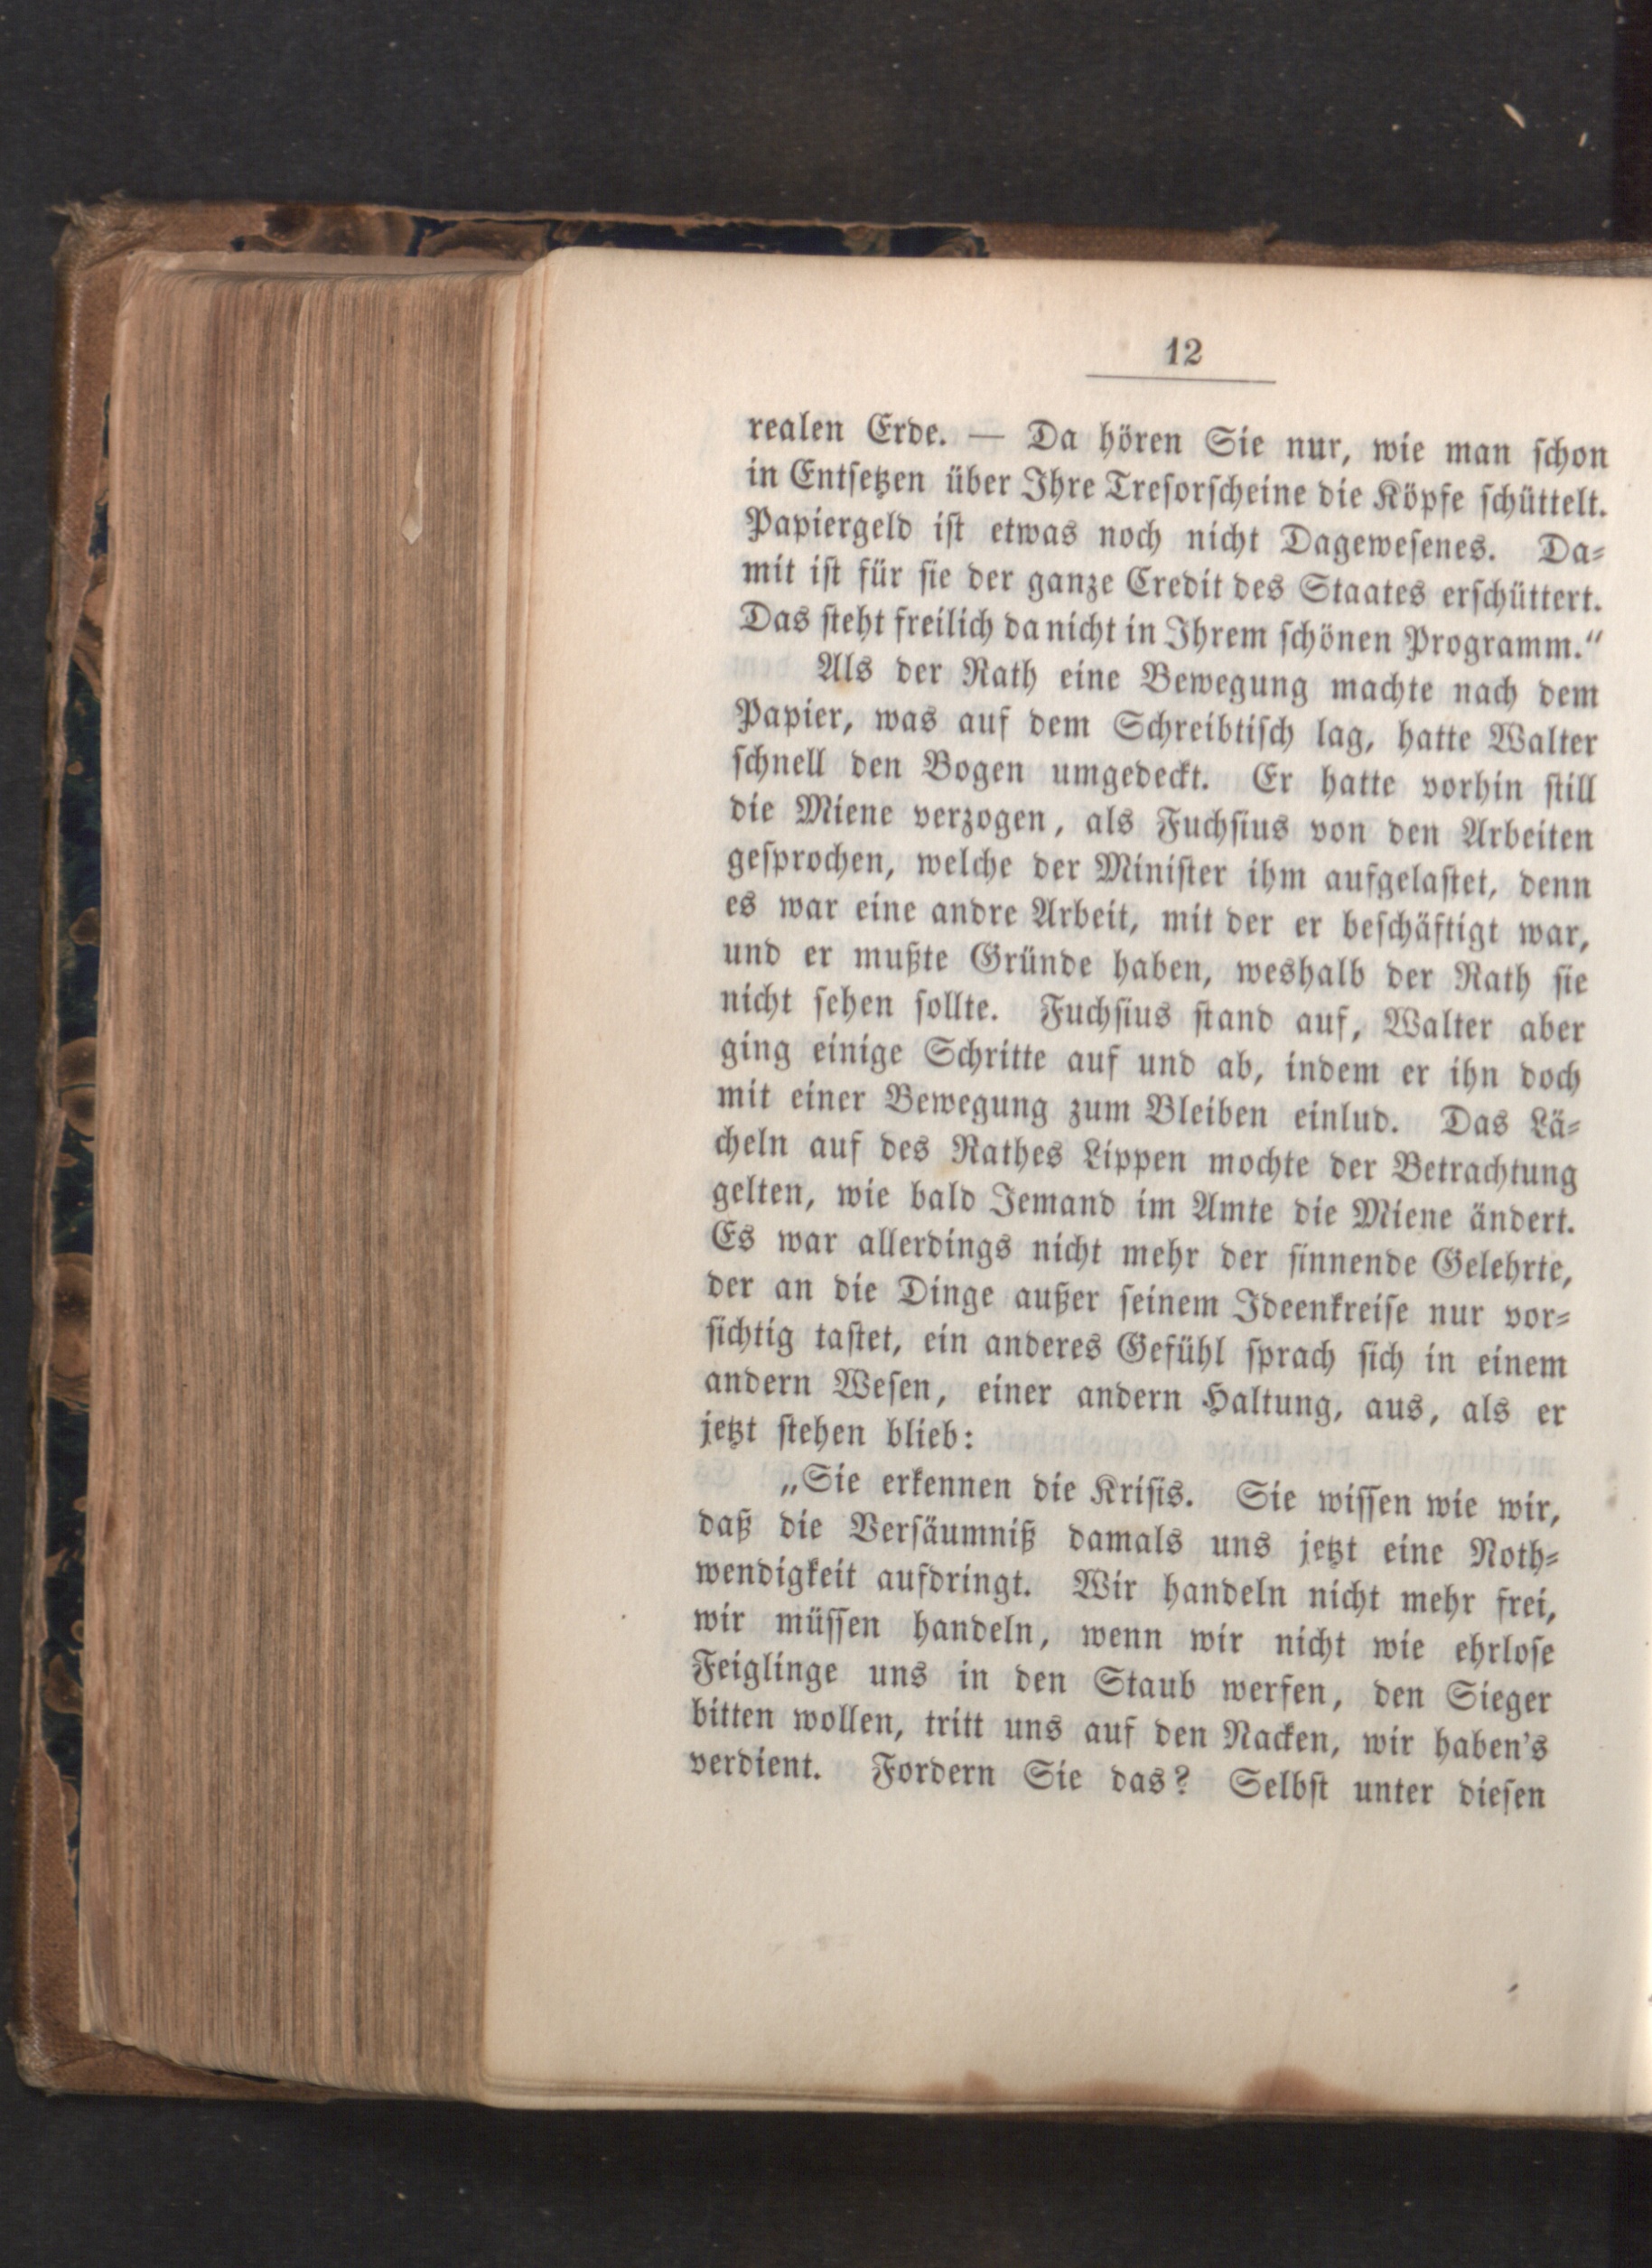 12
realen Erde. — Da hören Sie nur, wie man ſchon
in Entſetzen über Ihre Treſorſcheine die Köpfe ſchüttelt.
Papiergeld iſt etwas noch nicht Dageweſenes. Da⸗
mit iſt für ſie der ganze Credit des Staates erſchüttert.
Das ſteht freilich da nicht in Ihrem ſchönen Programm.“
Als der Rath eine Bewegung machte nach dem
Papier, was auf dem Schreibtiſch lag, hatte Walter
ſchnell den Bogen umgedeckt. Er hatte vorhin ſtill
die Miene verzogen, als Fuchſius von den Arbeiten
geſprochen, welche der Miniſter ihm aufgelaſtet, denn
es war eine andre Arbeit, mit der er beſchäftigt war,
und er mußte Gründe haben, weshalb der Rath ſie
nicht ſehen ſollte. Fuchſius ſtand auf, Walter aber
ging einige Schritte auf und ab, indem er ihn doch
mit einer Bewegung zum Bleiben einlud. Das Lä⸗
cheln auf des Rathes Lippen mochte der Betrachtung
gelten, wie bald Jemand im Amte die Miene ändert.
Es war allerdings nicht mehr der ſinnende Gelehrte,
der an die Dinge außer ſeinem Ideenkreiſe nur vor⸗
ſichtig taſtet, ein anderes Gefühl ſprach ſich in einem
andern Weſen, einer andern Haltung, aus, als er
jetzt ſtehen blieb:
„Sie erkennen die Kriſis. Sie wiſſen wie wir,
daß die Verſäumniß damals uns jetzt eine Noth⸗
wendigkeit aufdringt. Wir handeln nicht mehr frei,
wir müſſen handeln, wenn wir nicht wie ehrloſe
Feiglinge uns in den Staub werfen, den Sieger
bitten wollen, tritt uns auf den Nacken, wir haben's
verdient. Fordern Sie das? Selbſt unter dieſen